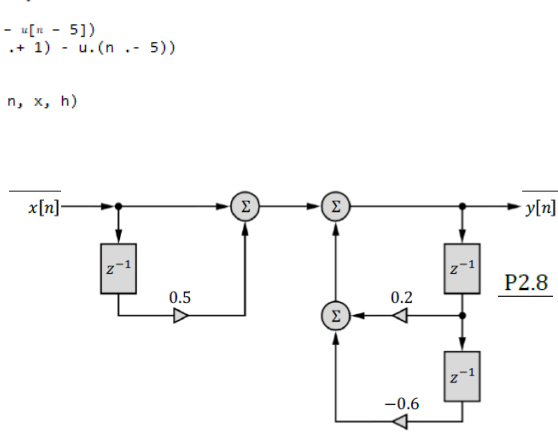 - u[n - 5])
.+ 1) - u.(n .- 5))
n, x, h)
x[n]
Σ
Σ
y[n]
z⁻¹
z⁻¹
P2.8
0.5
0.2
Σ
z⁻¹
−0.6